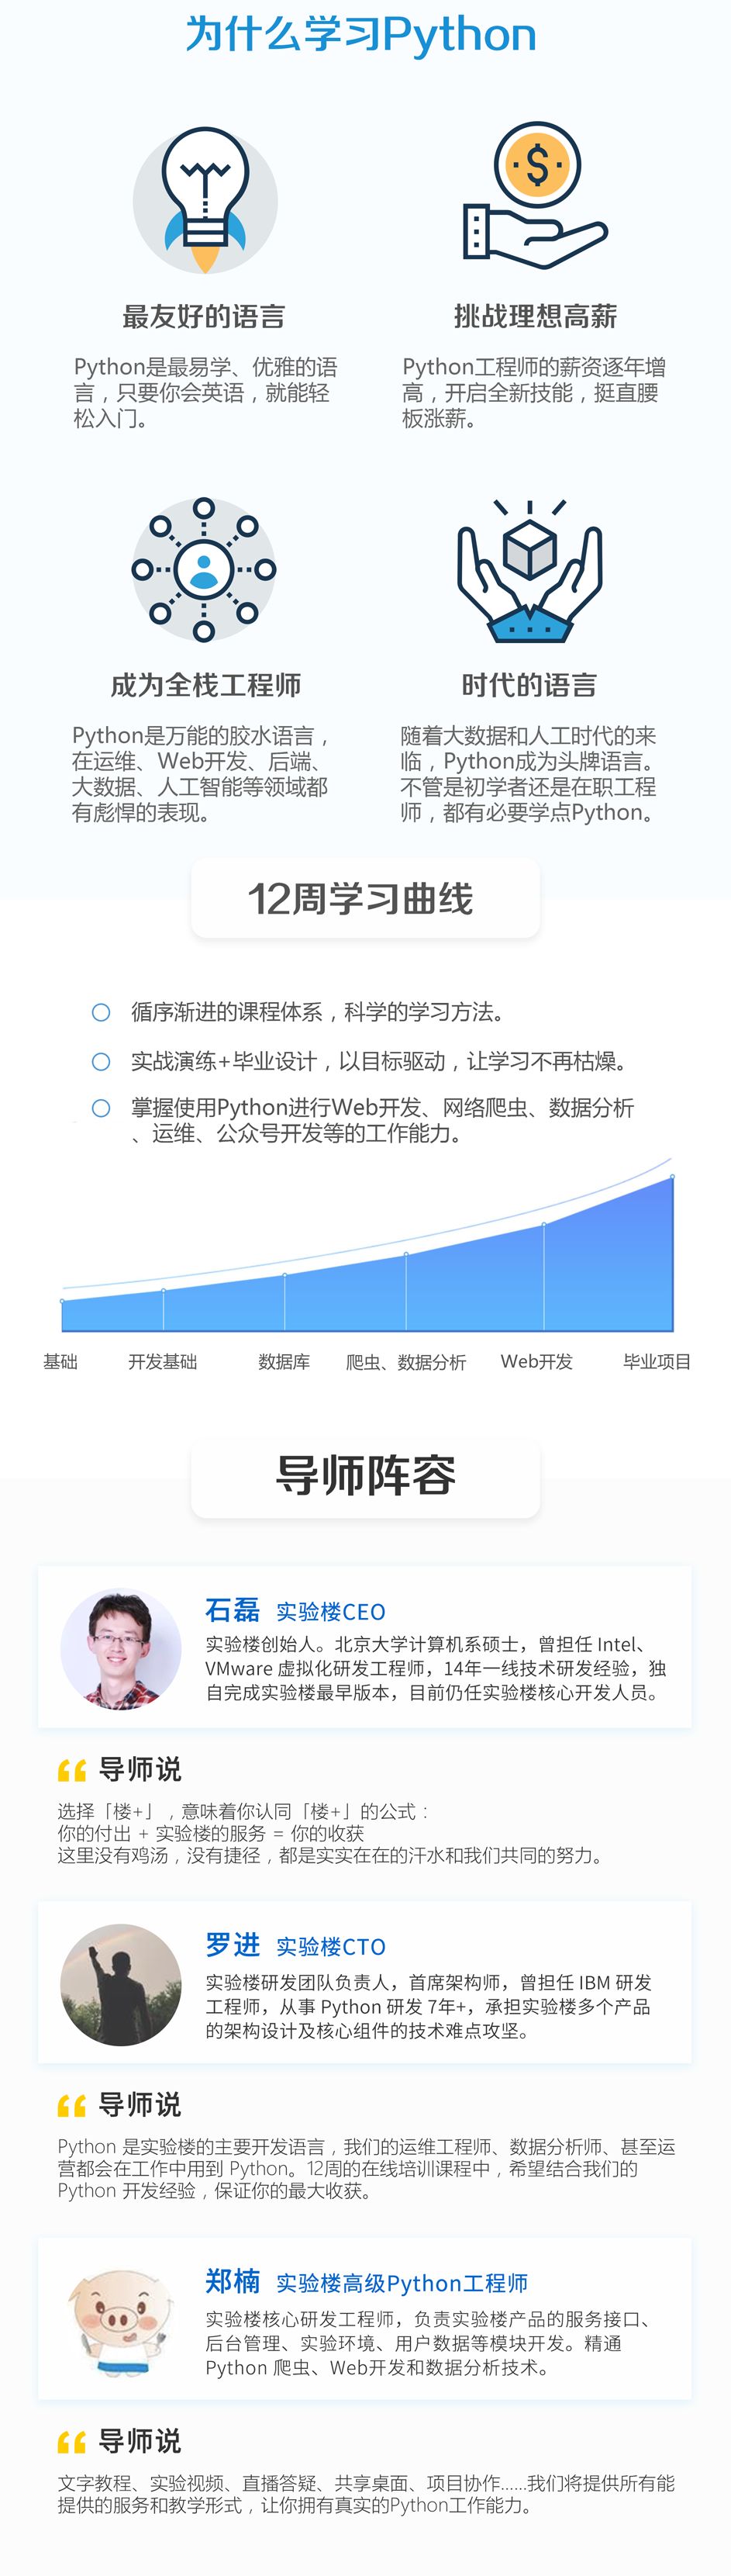 为什么学习Python
最友好的语言
Python是最易学、优雅的语
言，只要你会英语，就能轻
松入门。
挑战理想高薪
Python工程师的薪资逐年增
高，开启全新技能，挺直腰
板涨薪。
成为全栈工程师
Python是万能的胶水语言，
在运维、Web开发、后端、
大数据、人工智能等领域都
有彪悍的表现。
时代的语言
随着大数据和人工时代的来
临，Python成为头牌语言。
不管是初学者还是在职工程
师，都有必要学点Python。
12周学习曲线
循序渐进的课程体系，科学的学习方法。
实战演练+毕业设计，以目标驱动，让学习不再枯燥。
掌握使用Python进行Web开发、网络爬虫、数据分析
、运维、公众号开发等的工作能力。
基础 开发基础 数据库 爬虫、数据分析 Web开发 毕业项目
导师阵容
石磊 实验楼CEO
实验楼创始人。北京大学计算机系硕士，曾担任 Intel、
VMware 虚拟化研发工程师，14年一线技术研发经验，独
自完成实验楼最早版本，目前仍任实验楼核心开发人员。
导师说
选择「楼+」，意味着你认同「楼+」的公式：
你的付出 + 实验楼的服务 = 你的收获
这里没有鸡汤，没有捷径，都是实实在在的汗水和我们共同的努力。
罗进 实验楼CTO
实验楼研发团队负责人，首席架构师，曾担任 IBM 研发
工程师，从事 Python 研发 7年+，承担实验楼多个产品
的架构设计及核心组件的技术难点攻坚。
导师说
Python 是实验楼的主要开发语言，我们的运维工程师、数据分析师、甚至运
营都会在工作中用到 Python。12周的在线培训课程中，希望结合我们的
Python 开发经验，保证你的最大收获。
郑楠 实验楼高级Python工程师
实验楼核心研发工程师，负责实验楼产品的服务接口、
后台管理、实验环境、用户数据等模块开发。精通
Python 爬虫、Web开发和数据分析技术。
导师说
文字教程、实验视频、直播答疑、共享桌面、项目协作......我们将提供所有能
提供的服务和教学形式，让你拥有真实的Python工作能力。